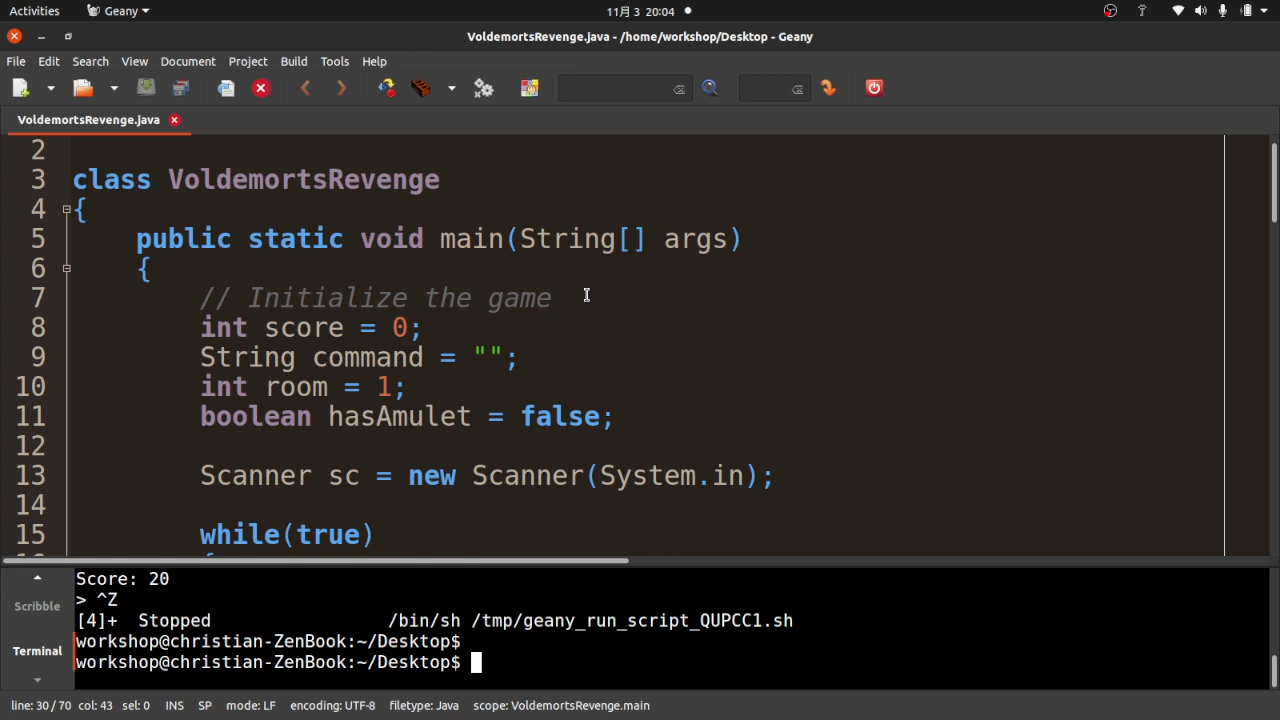 Activities Geany 11月 3 20:04
VoldemortsRevenge.java - /home/workshop/Desktop - Geany
File Edit Search View Document Project Build Tools Help
VoldemortsRevenge.java
2
3 class VoldemortsRevenge
4 {
5 public static void main(String[] args)
6 {
7 // Initialize the game
8 int score = 0;
9 String command = "";
10 int room = 1;
11 boolean hasAmulet = false;
12
13 Scanner sc = new Scanner(System.in);
14
15 while(true)
16 {
Score: 20
> ^Z
[4]+ Stopped /bin/sh /tmp/geany_run_script_QUPCC1.sh
workshop@christian-ZenBook:~/Desktop$
workshop@christian-ZenBook:~/Desktop$
Scribble
Terminal
line: 30 / 70 col: 43 sel: 0 INS SP mode: LF encoding: UTF-8 filetype: Java scope: VoldemortsRevenge.main